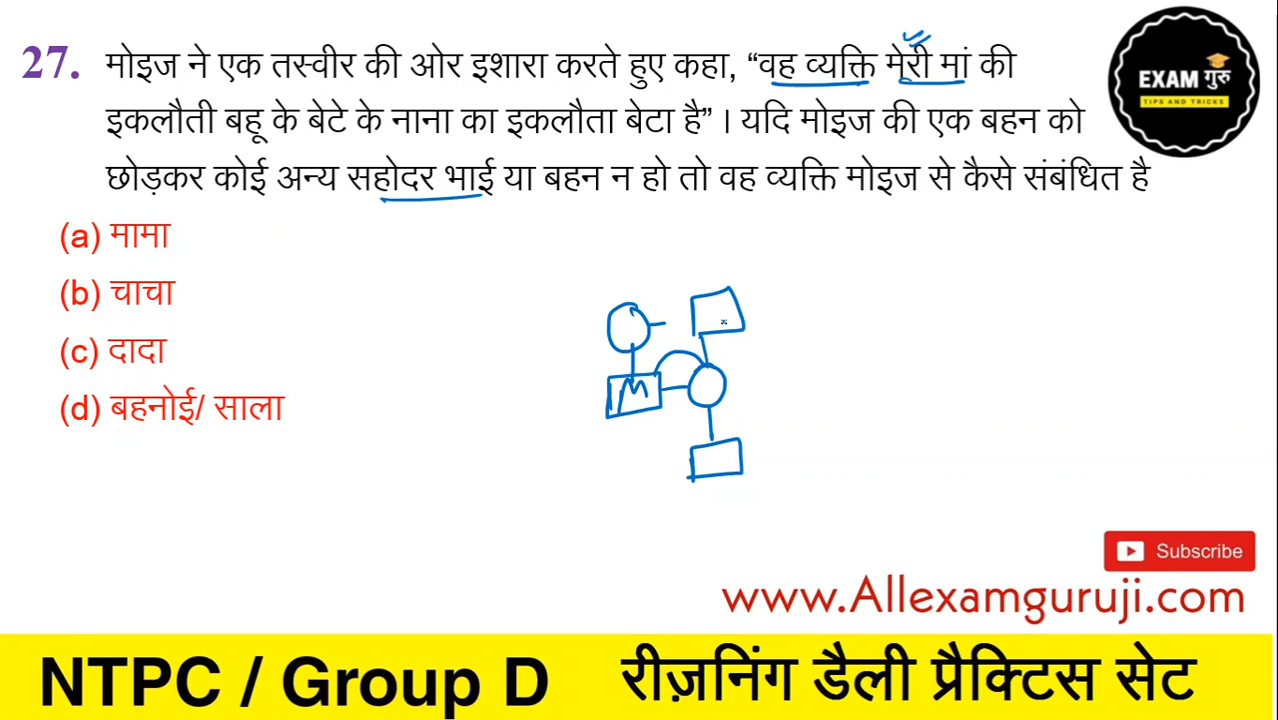 27. मोइज ने एक तस्वीर की ओर इशारा करते हुए कहा, “वह व्यक्ति मेरी मां की
इकलौती बहू के बेटे के नाना का इकलौता बेटा है” । यदि मोइज की एक बहन को
छोड़कर कोई अन्य सहोदर भाई या बहन न हो तो वह व्यक्ति मोइज से कैसे संबंधित है
(a) मामा
(b) चाचा
(c) दादा
(d) बहनोई/ साला
M
EXAM गुरु
TIPS AND TRICKS
Subscribe
www.Allexamguruji.com
NTPC / Group D रीज़निंग डैली प्रैक्टिस सेट